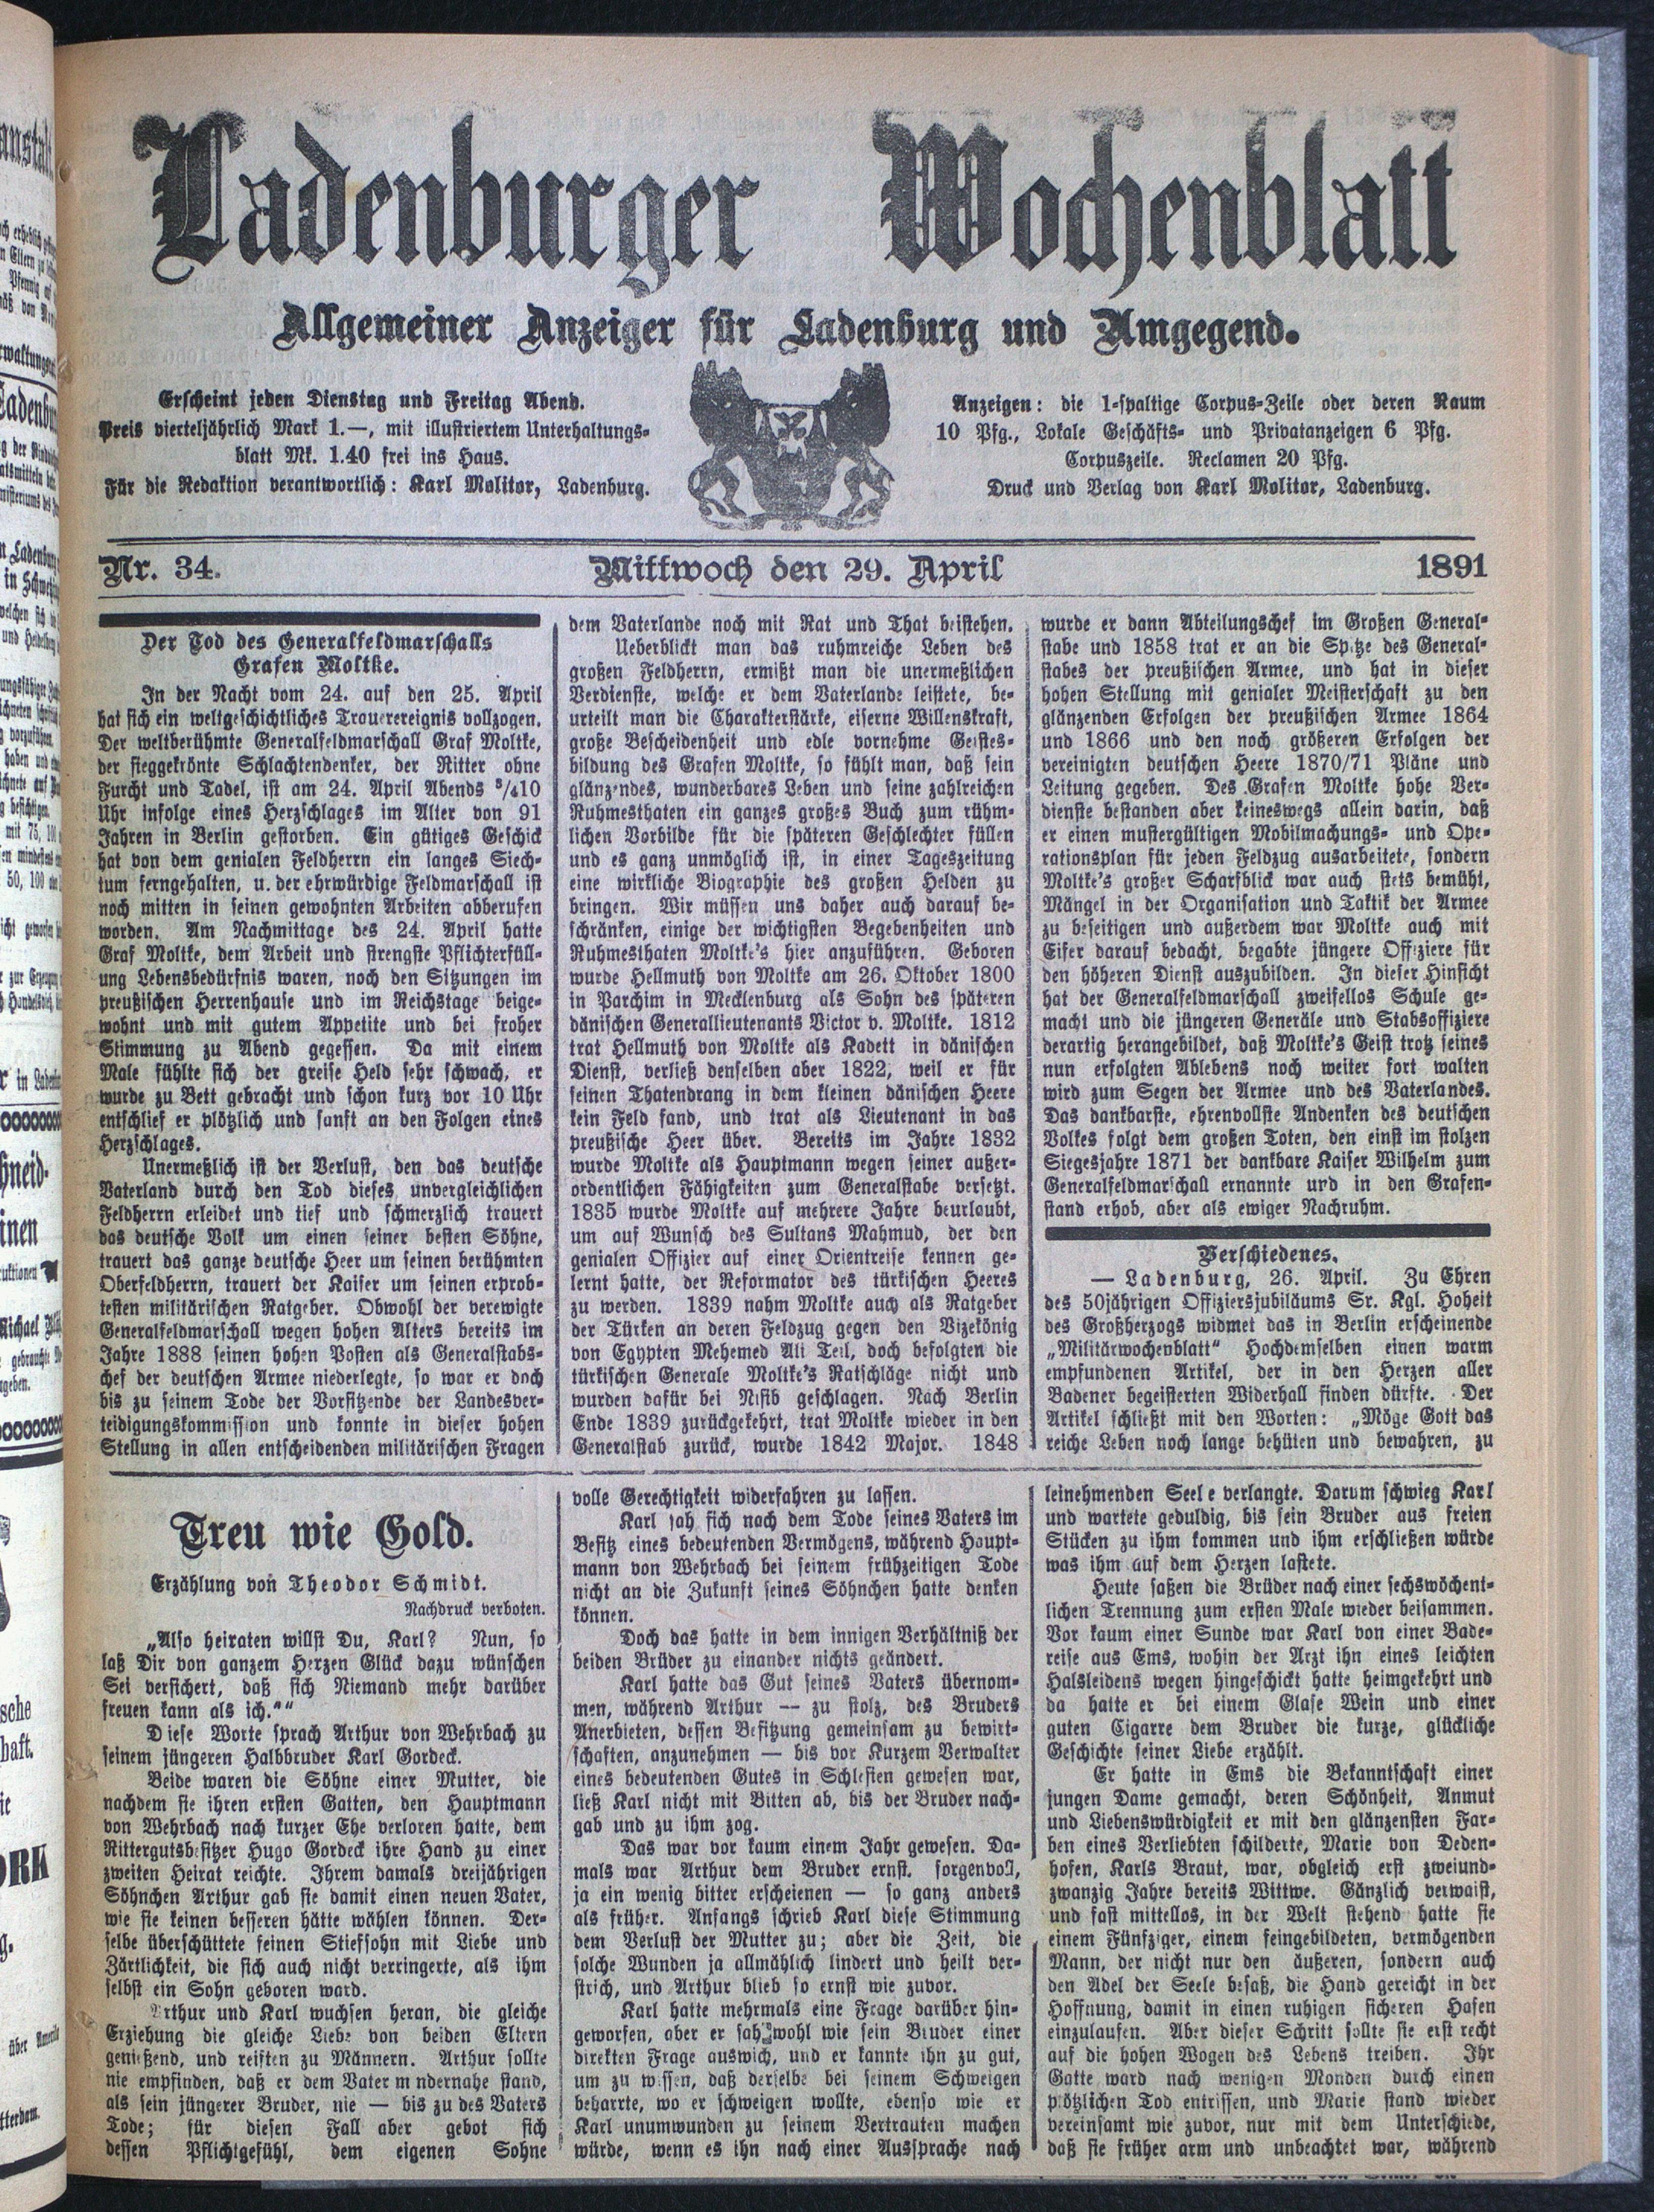 Ladenburger Wochenblatt
Allgemeiner Anzeiger für Ladenburg und Umgegend.
Erscheint jeden Dienstag und Freitag Abend.
Preis vierteljährlich Mark 1.—, mit illustriertem Unterhaltungs-
blatt Mk. 1.40 frei ins Haus.
Für die Redaktion verantwortlich: Karl Molitor, Ladenburg.
Anzeigen: die 1-spaltige Corpus-Zeile oder deren Raum
10 Pfg., Lokale Geschäfts- und Privatanzeigen 6 Pfg.
Corpuszeile. Reclamen 20 Pfg.
Druck und Verlag von Karl Molitor, Ladenburg.
Nr. 34. Mittwoch den 29. April 1891
Der Tod des Generalfeldmarschalls
Grafen Moltke.
In der Nacht vom 24. auf den 25. April
hat sich ein weltgeschichtliches Trauerereignis vollzogen.
Der weltberühmte Generalfeldmarschall Graf Moltke,
der sieggekrönte Schlachtendenker, der Ritter ohne
Furcht und Tadel, ist am 24. April Abends ³/₄10
Uhr infolge eines Herzschlages im Alter von 91
Jahren in Berlin gestorben. Ein gütiges Geschick
hat von dem genialen Feldherrn ein langes Siech-
tum ferngehalten, u. der ehrwürdige Feldmarschall ist
noch mitten in seinen gewohnten Arbeiten abberufen
worden. Am Nachmittage des 24. April hatte
Graf Moltke, dem Arbeit und strengste Pflichterfüll-
ung Lebensbedürfnis waren, noch den Sitzungen im
preußischen Herrenhause und im Reichstage beige-
wohnt und mit gutem Appetite und bei froher
Stimmung zu Abend gegessen. Da mit einem
Male fühlte sich der greise Held sehr schwach, er
wurde zu Bett gebracht und schon kurz vor 10 Uhr
entschlief er plötzlich und sanft an den Folgen eines
Herzschlages.
Unermeßlich ist der Verlust, den das deutsche
Vaterland durch den Tod dieses unvergleichlichen
Feldherrn erleidet und tief und schmerzlich trauert
das deutsche Volk um einen seiner besten Söhne,
trauert das ganze deutsche Heer um seinen berühmten
Oberfeldherrn, trauert der Kaiser um seinen erprob-
testen militärischen Ratgeber. Obwohl der verewigte
Generalfeldmarschall wegen hohen Alters bereits im
Jahre 1888 seinen hohen Posten als Generalstabs-
chef der deutschen Armee niederlegte, so war er doch
bis zu seinem Tode der Vorsitzende der Landesver-
teidigungskommission und konnte in dieser hohen
Stellung in allen entscheidenden militärischen Fragen
dem Vaterlande noch mit Rat und That beistehen.
Ueberblickt man das ruhmreiche Leben des
großen Feldherrn, ermißt man die unermeßlichen
Verdienste, welche er dem Vaterlande leistete, be-
urteilt man die Charakterstärke, eiserne Willenskraft,
große Bescheidenheit und edle vornehme Geistes-
bildung des Grafen Moltke, so fühlt man, daß sein
glänzendes, wunderbares Leben und seine zahlreichen
Ruhmesthaten ein ganzes großes Buch zum rühm-
lichen Vorbilde für die späteren Geschlechter füllen
und es ganz unmöglich ist, in einer Tageszeitung
eine wirkliche Biographie des großen Helden zu
bringen. Wir müssen uns daher auch darauf be-
schränken, einige der wichtigsten Begebenheiten und
Ruhmesthaten Moltke's hier anzuführen. Geboren
wurde Hellmuth von Moltke am 26. Oktober 1800
in Parchim in Mecklenburg als Sohn des späteren
dänischen Generallieutenants Victor v. Moltke. 1812
trat Hellmuth von Moltke als Kadett in dänischen
Dienst, verließ denselben aber 1822, weil er für
seinen Thatendrang in dem kleinen dänischen Heere
kein Feld fand, und trat als Lieutenant in das
preußische Heer über. Bereits im Jahre 1832
wurde Moltke als Hauptmann wegen seiner außer-
ordentlichen Fähigkeiten zum Generalstabe versetzt.
1835 wurde Moltke auf mehrere Jahre beurlaubt,
um auf Wunsch des Sultans Mahmud, der den
genialen Offizier auf einer Orientreise kennen ge-
lernt hatte, der Reformator des türkischen Heeres
zu werden. 1839 nahm Moltke auch als Ratgeber
der Türken an deren Feldzug gegen den Vizekönig
von Egypten Mehemed Ali Teil, doch befolgten die
türkischen Generale Moltke's Ratschläge nicht und
wurden dafür bei Nisib geschlagen. Nach Berlin
Ende 1839 zurückgekehrt, trat Moltke wieder in den
Generalstab zurück, wurde 1842 Major. 1848
wurde er dann Abteilungschef im Großen General-
stabe und 1858 trat er an die Spitze des General-
stabes der preußischen Armee, und hat in dieser
hohen Stellung mit genialer Meisterschaft zu den
glänzenden Erfolgen der preußischen Armee 1864
und 1866 und den noch größeren Erfolgen der
vereinigten deutschen Heere 1870/71 Pläne und
Leitung gegeben. Des Grafen Moltke hohe Ver-
dienste bestanden aber keineswegs allein darin, daß
er einen mustergültigen Mobilmachungs- und Ope-
rationsplan für jeden Feldzug ausarbeitete, sondern
Moltke's großer Scharfblick war auch stets bemüht,
Mängel in der Organisation und Taktik der Armee
zu beseitigen und außerdem war Moltke auch mit
Eifer darauf bedacht, begabte jüngere Offiziere für
den höheren Dienst auszubilden. In dieser Hinsicht
hat der Generalfeldmarschall zweifellos Schule ge-
macht und die jüngeren Generäle und Stabsoffiziere
derartig herangebildet, daß Moltke's Geist trotz seines
nun erfolgten Ablebens noch weiter fort walten
wird zum Segen der Armee und des Vaterlandes.
Das dankbarste, ehrenvollste Andenken des deutschen
Volkes folgt dem großen Toten, den einst im stolzen
Siegesjahre 1871 der dankbare Kaiser Wilhelm zum
Generalfeldmarschall ernannte und in den Grafen-
stand erhob, aber als ewiger Nachruhm.
Verschiedenes.
— Ladenburg, 26. April. Zu Ehren
des 50jährigen Offiziersjubiläums Sr. Kgl. Hoheit
des Großherzogs widmet das in Berlin erscheinende
„Militärwochenblatt“ Hochdemselben einen warm
empfundenen Artikel, der in den Herzen aller
Badener begeisterten Widerhall finden dürfte. Der
Artikel schließt mit den Worten: „Möge Gott das
reiche Leben noch lange behüten und bewahren, zu
Treu wie Gold.
Erzählung von Theodor Schmidt.
Nachdruck verboten.
„Also heiraten willst Du, Karl? Nun, so
laß Dir von ganzem Herzen Glück dazu wünschen
Sei versichert, daß sich Niemand mehr darüber
freuen kann als ich.““
Diese Worte sprach Arthur von Wehrbach zu
seinem jüngeren Halbbruder Karl Gordeck.
Beide waren die Söhne einer Mutter, die
nachdem sie ihren ersten Gatten, den Hauptmann
von Wehrbach nach kurzer Ehe verloren hatte, dem
Rittergutsbesitzer Hugo Gordeck ihre Hand zu einer
zweiten Heirat reichte. Ihrem damals dreijährigen
Söhnchen Arthur gab sie damit einen neuen Vater,
wie sie keinen besseren hätte wählen können. Der-
selbe überschüttete seinen Stiefsohn mit Liebe und
Zärtlichkeit, die sich auch nicht verringerte, als ihm
selbst ein Sohn geboren ward.
Arthur und Karl wuchsen heran, die gleiche
Erziehung die gleiche Liebe von beiden Eltern
genießend, und reiften zu Männern. Arthur sollte
nie empfinden, daß er dem Vater m ndernahe stand,
als sein jüngerer Bruder, nie — bis zu des Vaters
Tode; für diesen Fall aber gebot sich
dessen Pflichtgefühl, dem eigenen Sohne
volle Gerechtigkeit widerfahren zu lassen.
Karl sah sich nach dem Tode seines Vaters im
Besitz eines bedeutenden Vermögens, während Haupt-
mann von Wehrbach bei seinem frühzeitigen Tode
nicht an die Zukunft seines Söhnchen hatte denken
können.
Doch das hatte in dem innigen Verhältniß der
beiden Brüder zu einander nichts geändert.
Karl hatte das Gut seines Vaters übernom-
men, während Arthur — zu stolz, des Bruders
Anerbieten, dessen Besitzung gemeinsam zu bewirt-
schaften, anzunehmen — bis vor Kurzem Verwalter
eines bedeutenden Gutes in Schlesien gewesen war,
ließ Karl nicht mit Bitten ab, bis der Bruder nach-
gab und zu ihm zog.
Das war vor kaum einem Jahr gewesen. Da-
mals war Arthur dem Bruder ernst. sorgenvoll,
ja ein wenig bitter erscheienen — so ganz anders
als früher. Anfangs schrieb Karl diese Stimmung
dem Verlust der Mutter zu; aber die Zeit, die
solche Wunden ja allmählich lindert und heilt ver-
strich, und Arthur blieb so ernst wie zuvor.
Karl hatte mehrmals eine Frage darüber hin-
geworfen, aber er sah wohl wie sein Bruder einer
direkten Frage auswich, und er kannte ihn zu gut,
um zu wissen, daß derselbe bei seinem Schweigen
beharrte, wo er schweigen wollte, ebenso wie er
Karl unumwunden zu seinem Vertrauten machen
würde, wenn es ihn nach einer Aussprache nach
leinehmenden Seele verlangte. Darum schwieg Karl
und wartete geduldig, bis sein Bruder aus freien
Stücken zu ihm kommen und ihm erschließen würde
was ihm auf dem Herzen lastete.
Heute saßen die Brüder nach einer sechswöchent-
lichen Trennung zum ersten Male wieder beisammen.
Vor kaum einer Sunde war Karl von einer Bade-
reise aus Ems, wohin der Arzt ihn eines leichten
Halsleidens wegen hingeschickt hatte heimgekehrt und
da hatte er bei einem Glase Wein und einer
guten Cigarre dem Bruder die kurze, glückliche
Geschichte seiner Liebe erzählt.
Er hatte in Ems die Bekanntschaft einer
jungen Dame gemacht, deren Schönheit, Anmut
und Liebenswürdigkeit er mit den glänzensten Far-
ben eines Verliebten schilderte, Marie von Deden-
hofen, Karls Braut, war, obgleich erst zweiund-
zwanzig Jahre bereits Wittwe. Gänzlich verwaist,
und fast mittellos, in der Welt stehend hatte sie
einem Fünfziger, einem feingebildeten, vermögenden
Mann, der nicht nur den äußeren, sondern auch
den Adel der Seele besaß, die Hand gereicht in der
Hoffnung, damit in einen ruhigen sicheren Hafen
einzulaufen. Aber dieser Schritt sollte sie erst recht
auf die hohen Wogen des Lebens treiben. Ihr
Gatte ward nach wenigen Monden durch einen
plötzlichen Tod entrissen, und Marie stand wieder
vereinsamt wie zuvor, nur mit dem Unterschiede,
daß sie früher arm und unbeachtet war, während